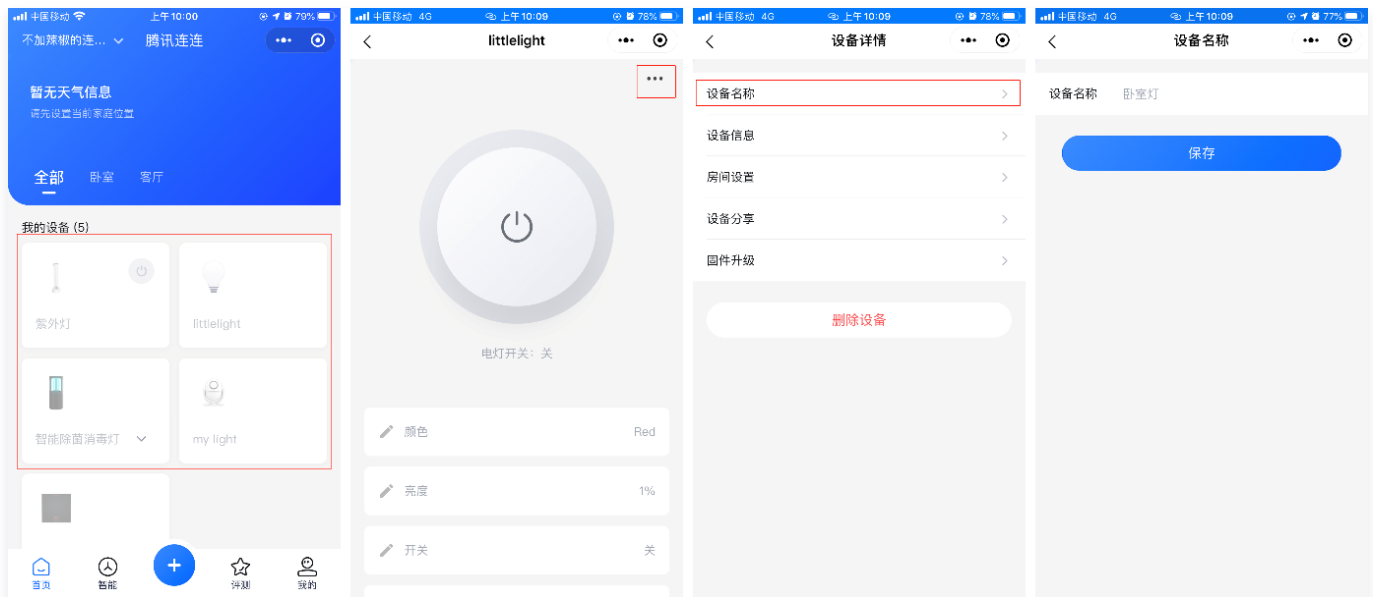 中国移动 上午10:00 79%
不加辣椒的连... 腾讯连连
暂无天气信息
请先设置当前家庭位置
全部 卧室 客厅
我的设备 (5)
紫外灯 littlelight
智能除菌消毒灯 my light
首页 智能 + 评测 我的
中国移动 4G 上午10:09 78%
littlelight
电灯开关：关
颜色 Red
亮度 1%
开关 关
中国移动 4G 上午10:09 78%
设备详情
设备名称
设备信息
房间设置
设备分享
固件升级
删除设备
中国移动 4G 上午10:09 77%
设备名称
设备名称 卧室灯
保存